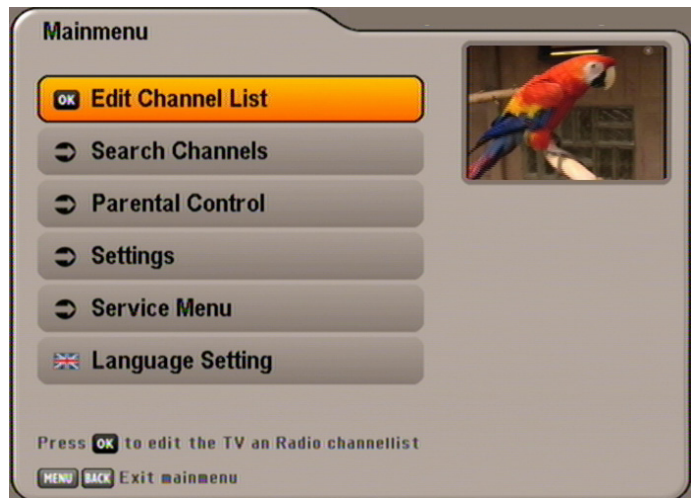 Mainmenu
OK Edit Channel List
Search Channels
Parental Control
Settings
Service Menu
Language Setting
Press OK to edit the TV an Radio channellist
MENU BACK Exit mainmenu